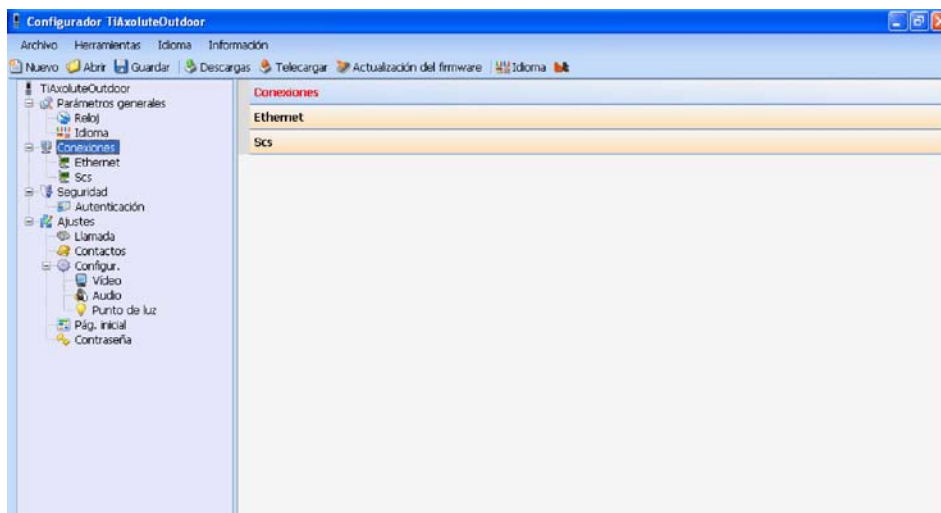 Configurador TiAxoluteOutdoor
Archivo Herramientas Idioma Información
Nuevo Abrir Guardar Descargas Telecargar Actualización del firmware Idioma
TiAxoluteOutdoor
Parámetros generales
Reloj
Idioma
Conexiones
Ethernet
Scs
Seguridad
Autenticación
Ajustes
Llamada
Contactos
Configur.
Vídeo
Audio
Punto de luz
Pág. inicial
Contraseña
Conexiones
Ethernet
Scs